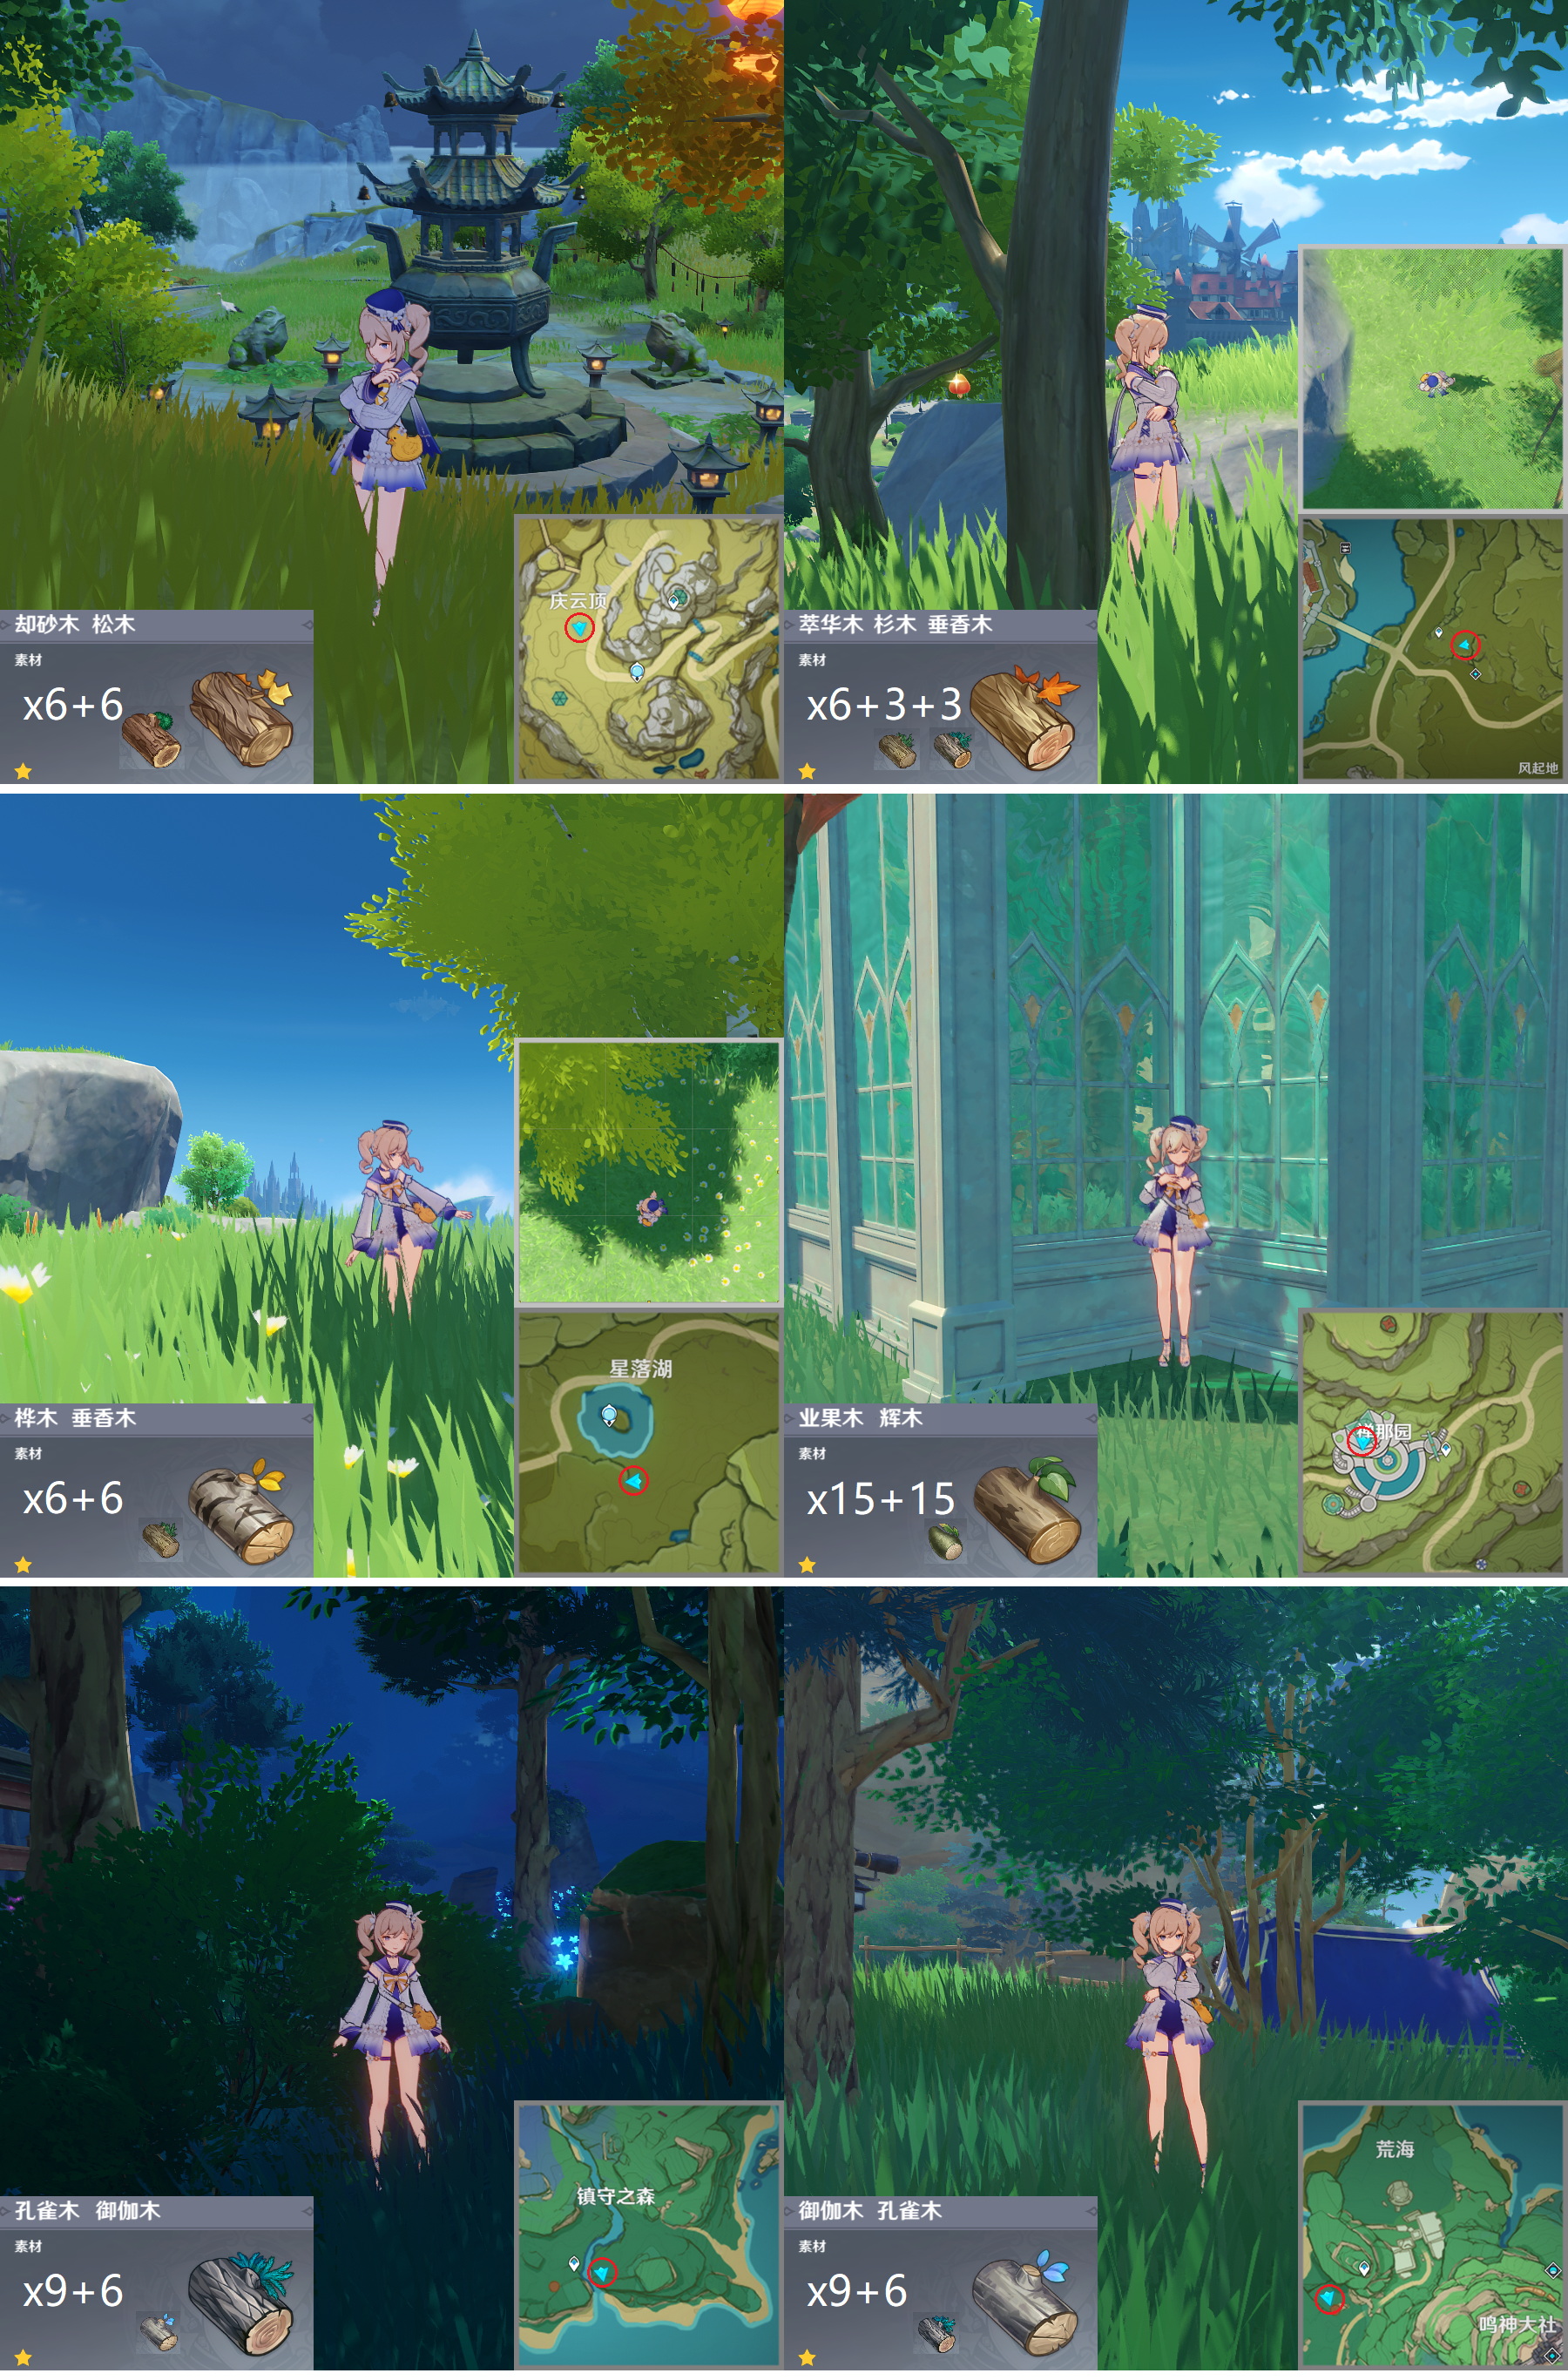 庆云顶
却砂木 松木
素材
x6+6
风起地
萃华木 杉木 垂香木
素材
x6+3+3
星落湖
桦木 垂香木
素材
x6+6
禅那园
业果木 辉木
素材
x15+15
镇守之森
孔雀木 御伽木
素材
x9+6
荒海
鸣神大社
御伽木 孔雀木
素材
x9+6